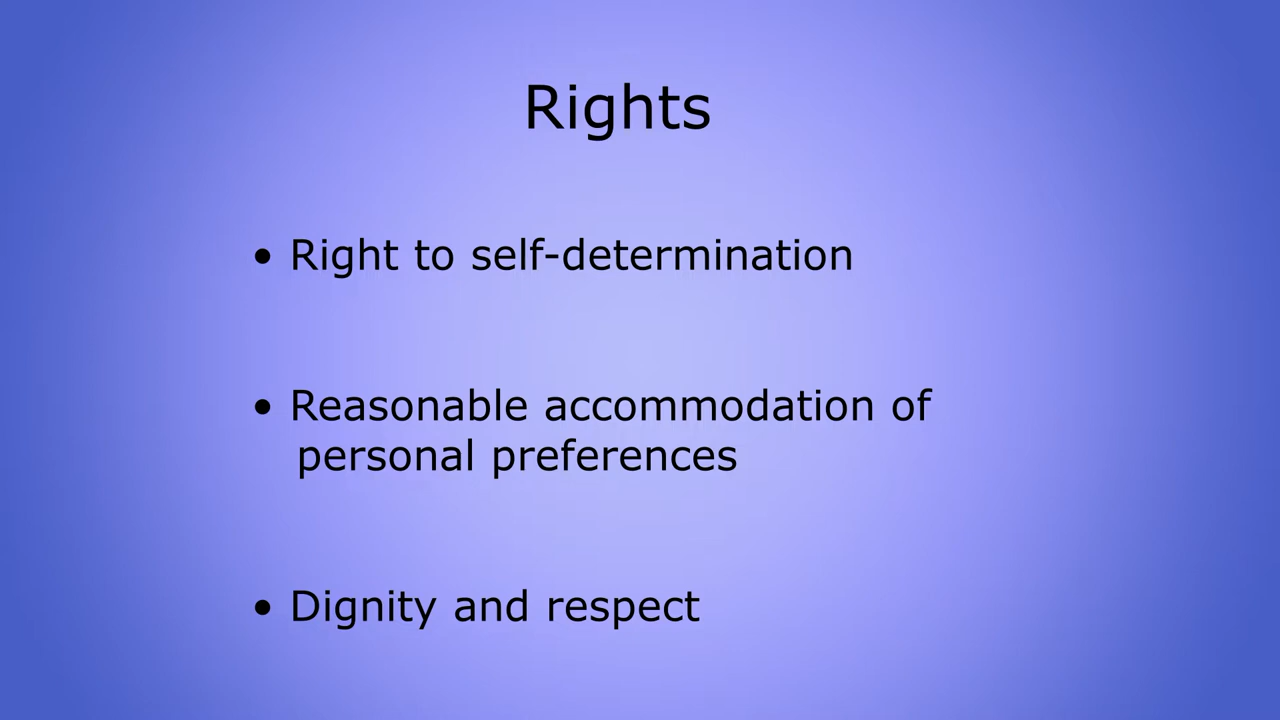 Rights
• Right to self-determination
• Reasonable accommodation of
personal preferences
• Dignity and respect